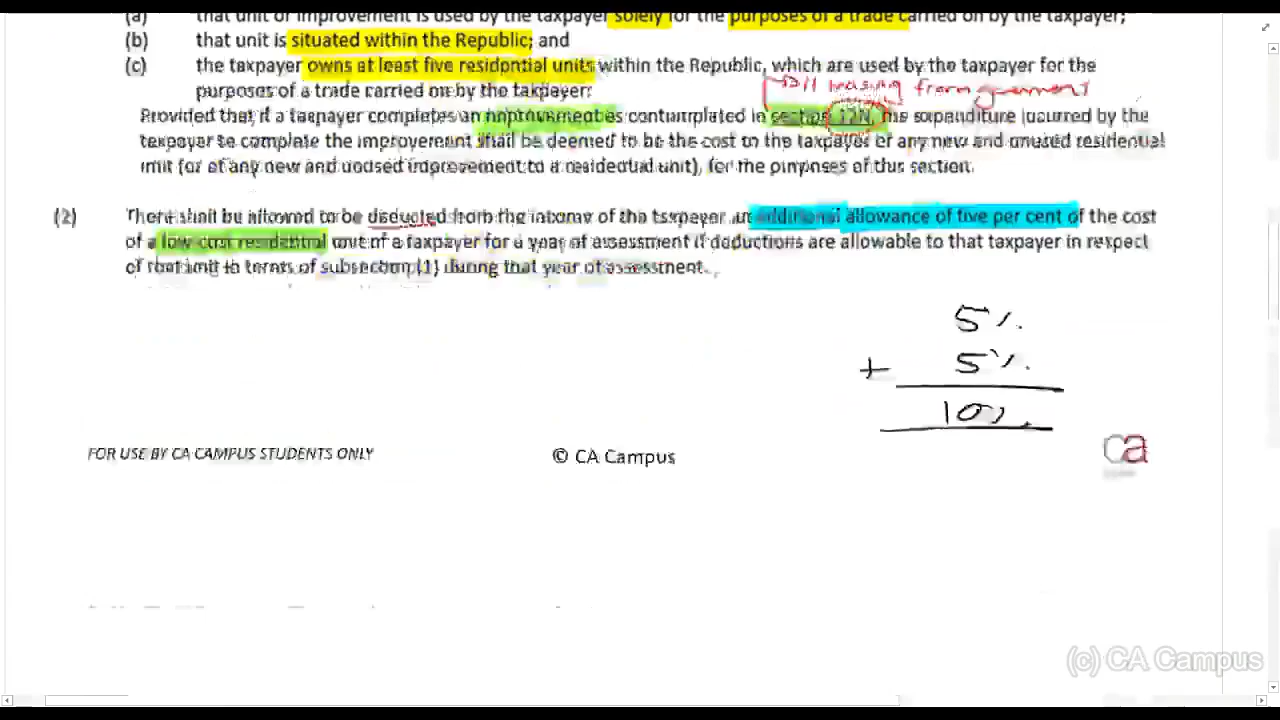 (a) that unit or improvement is used by the taxpayer solely for the purposes of a trade carried on by the taxpayer;
(b) that unit is situated within the Republic; and
(c) the taxpayer owns at least five residential units within the Republic, which are used by the taxpayer for the
purposes of a trade carried on by the taxpayer:
housing from
Provided that if a taxpayer completes an improvement as contemplated in section 12N, the expenditure incurred by the
taxpayer to complete the improvement shall be deemed to be the cost to the taxpayer of any new and unused residential
unit (or of any new and unused improvement to a residential unit), for the purposes of this section.
(2) There shall be allowed to be deducted from the income of the taxpayer an additional allowance of five per cent of the cost
of a low-cost residential unit of a taxpayer for a year of assessment if deductions are allowable to that taxpayer in respect
of that unit in terms of subsection (1) during that year of assessment.
5%
+ 5%
10%
FOR USE BY CA CAMPUS STUDENTS ONLY © CA Campus ca
(c) CA Campus